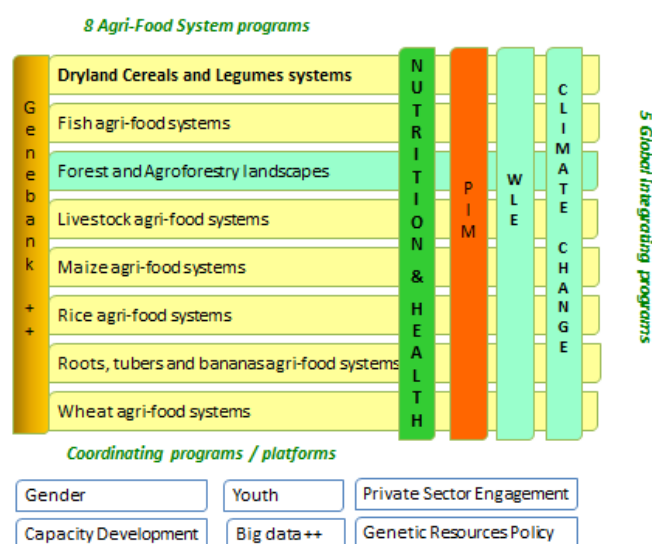 8 Agri-Food System programs
Genebank ++
Dryland Cereals and Legumes systems
Fish agri-food systems
Forest and Agroforestry landscapes
Livestock agri-food systems
Maize agri-food systems
Rice agri-food systems
Roots, tubers and bananas agri-food systems
Wheat agri-food systems
NUTRITION & HEALTH
PIM
WLE
CLIMATE CHANGE
5 Global integrating programs
Coordinating programs / platforms
Gender
Youth
Private Sector Engagement
Capacity Development
Big data ++
Genetic Resources Policy